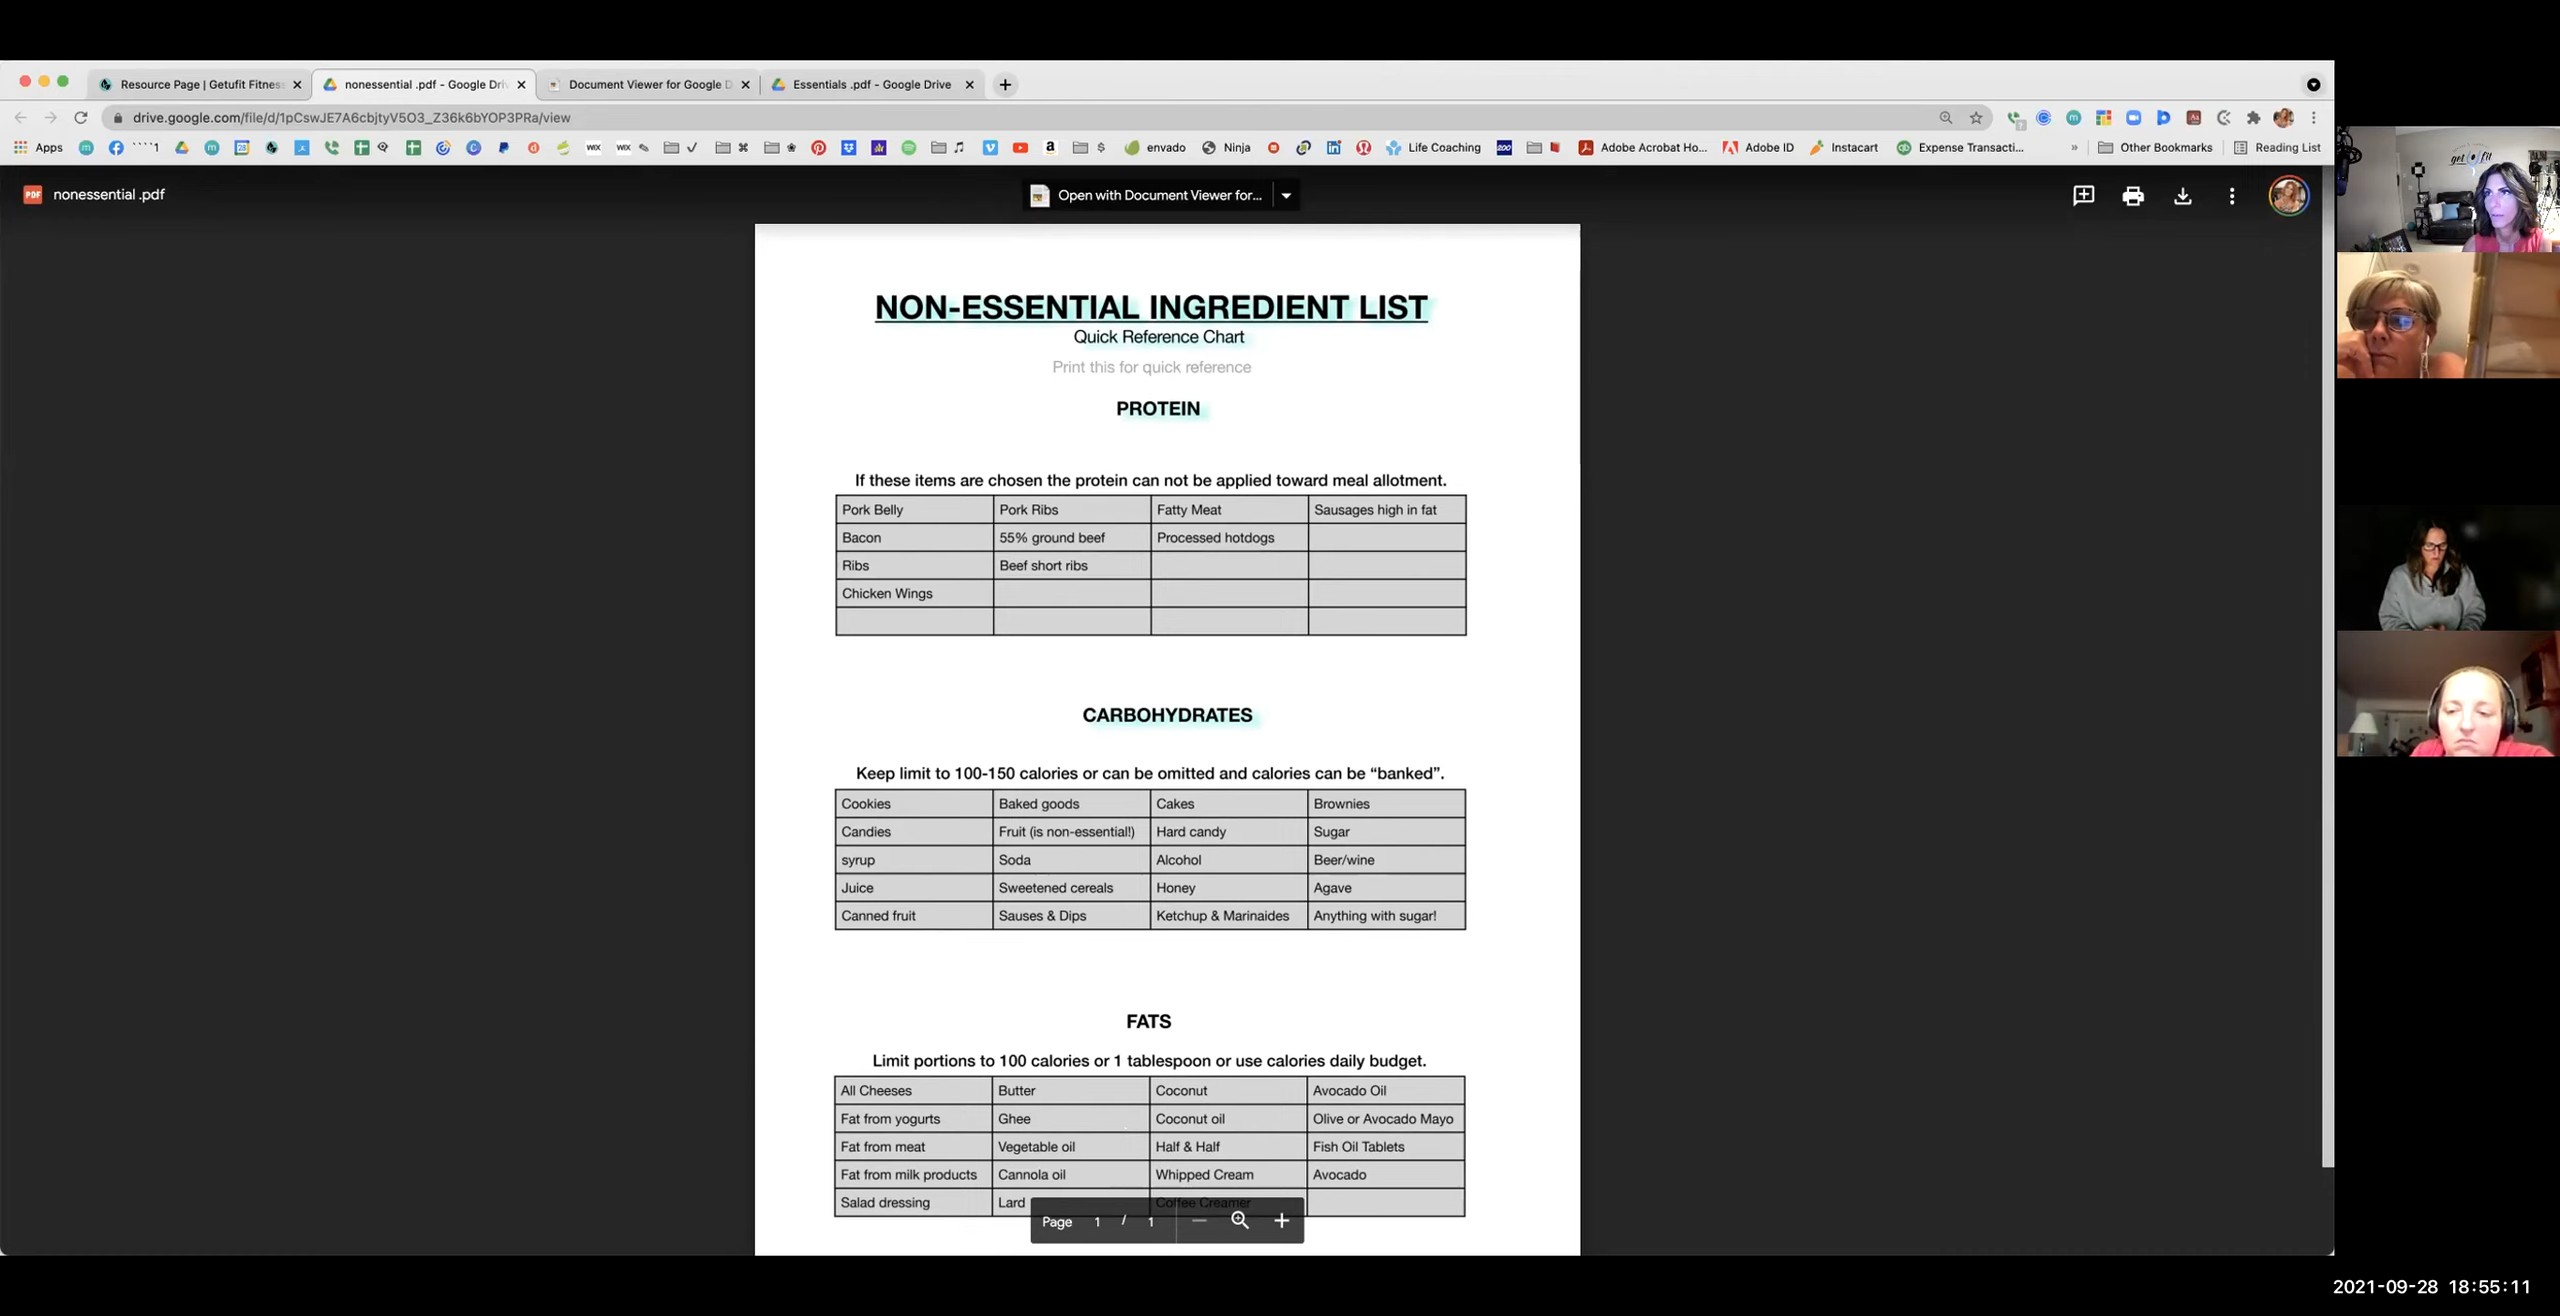 Resource Page | Getufit Fitness
nonessential .pdf - Google Dri
Document Viewer for Google D
Essentials .pdf - Google Drive
drive.google.com/file/d/1pCswJE7A6cbjtyV5O3_Z36k6bYOP3PRa/view
Apps ````1 WIX WIX $ envado Ninja Life Coaching 200 Adobe Acrobat Ho... Adobe ID Instacart Expense Transacti... » Other Bookmarks Reading List
PDF nonessential .pdf
Open with Document Viewer for...
get fit
NON-ESSENTIAL INGREDIENT LIST
Quick Reference Chart
Print this for quick reference
PROTEIN
If these items are chosen the protein can not be applied toward meal allotment.
Pork Belly Pork Ribs Fatty Meat Sausages high in fat
Bacon 55% ground beef Processed hotdogs
Ribs Beef short ribs
Chicken Wings
CARBOHYDRATES
Keep limit to 100-150 calories or can be omitted and calories can be “banked”.
Cookies Baked goods Cakes Brownies
Candies Fruit (is non-essential!) Hard candy Sugar
syrup Soda Alcohol Beer/wine
Juice Sweetened cereals Honey Agave
Canned fruit Sauses & Dips Ketchup & Marinaides Anything with sugar!
FATS
Limit portions to 100 calories or 1 tablespoon or use calories daily budget.
All Cheeses Butter Coconut Avocado Oil
Fat from yogurts Ghee Coconut oil Olive or Avocado Mayo
Fat from meat Vegetable oil Half & Half Fish Oil Tablets
Fat from milk products Cannola oil Whipped Cream Avocado
Salad dressing Lard Coffee Creamer
Page 1 / 1
2021-09-28 18:55:11